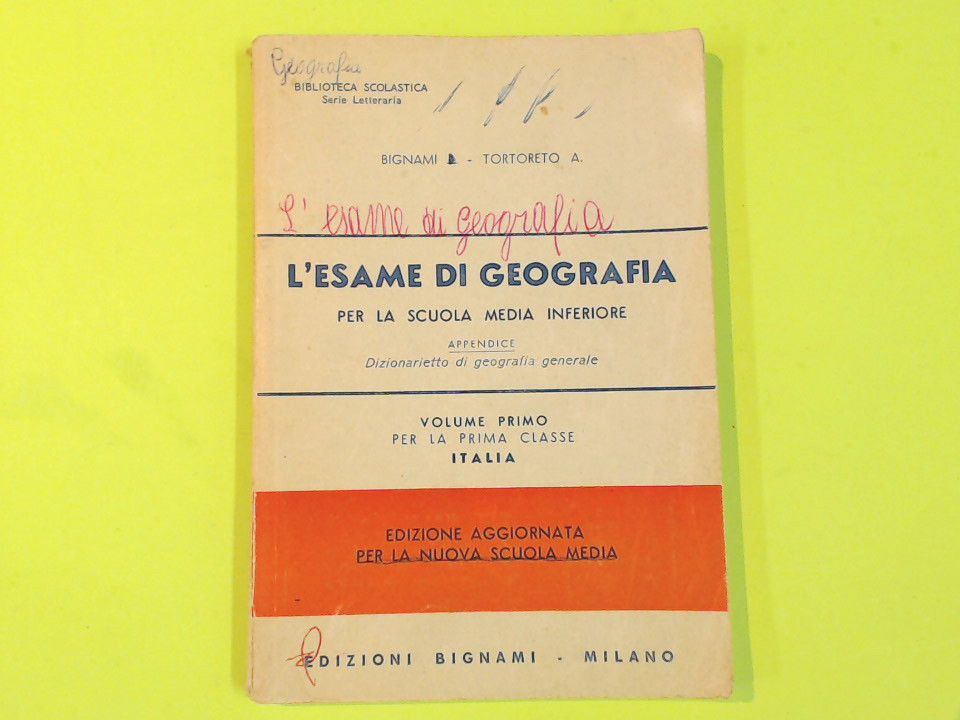 Geografia
BIBLIOTECA SCOLASTICA
Serie Letteraria
BIGNAMI - TORTORETO A.
L' esame di geografia
L'ESAME DI GEOGRAFIA
PER LA SCUOLA MEDIA INFERIORE
APPENDICE
Dizionarietto di geografia generale
VOLUME PRIMO
PER LA PRIMA CLASSE
ITALIA
EDIZIONE AGGIORNATA
PER LA NUOVA SCUOLA MEDIA
EDIZIONI BIGNAMI - MILANO